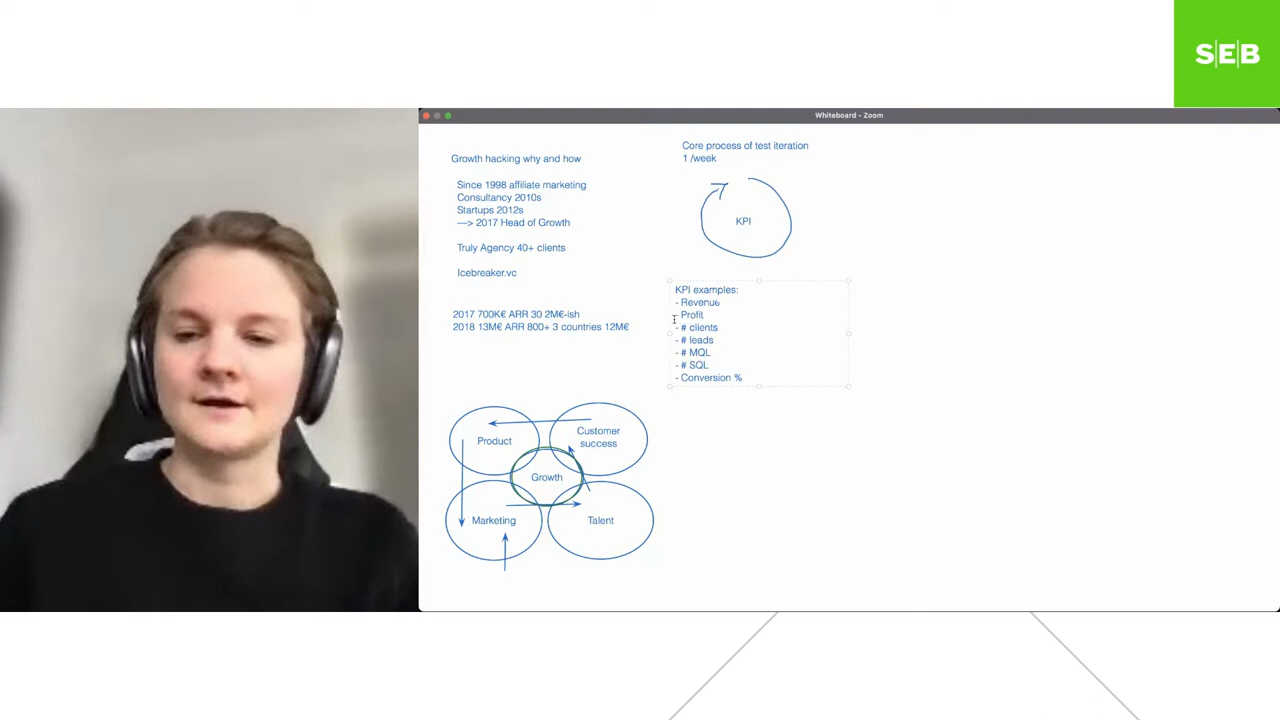 S|E|B
Whiteboard - Zoom
Growth hacking why and how
Since 1998 affiliate marketing
Consultancy 2010s
Startups 2012s
—> 2017 Head of Growth
Truly Agency 40+ clients
Icebreaker.vc
2017 700K€ ARR 30 2M€-ish
2018 13M€ ARR 800+ 3 countries 12M€
Product
Customer
success
Growth
Marketing
Talent
Core process of test iteration
1 /week
KPI
KPI examples:
- Revenue
- Profit
- # clients
- # leads
- # MQL
- # SQL
- Conversion %